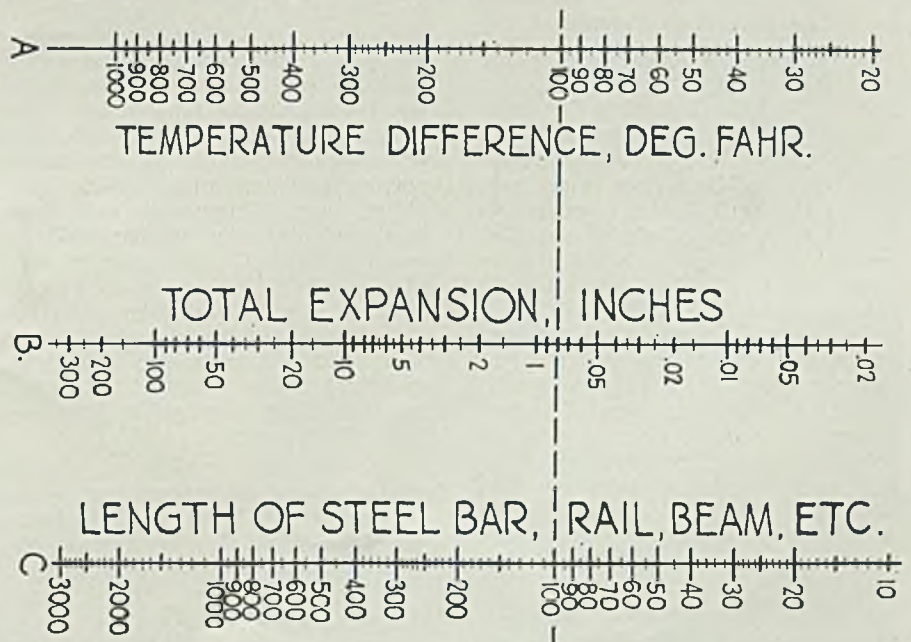 A
1000 900 800 700 600 500 400 300 200 100 90 80 70 60 50 40 30 20
TEMPERATURE DIFFERENCE, DEG. FAHR.
TOTAL EXPANSION, INCHES
B.
300 200 100 50 20 10 5 2 1 .05 .02 .01 .05 .02
LENGTH OF STEEL BAR, RAIL, BEAM, ETC.
C
3000 2000 1000 900 800 700 600 500 400 300 200 100 90 80 70 60 50 40 30 20 10